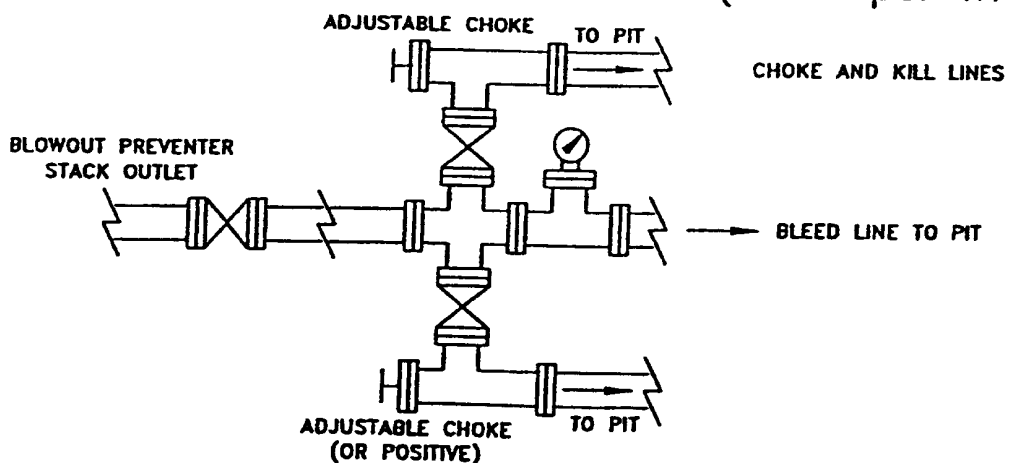 ADJUSTABLE CHOKE
TO PIT
CHOKE AND KILL LINES
BLOWOUT PREVENTER
STACK OUTLET
BLEED LINE TO PIT
ADJUSTABLE CHOKE
(OR POSITIVE)
TO PIT